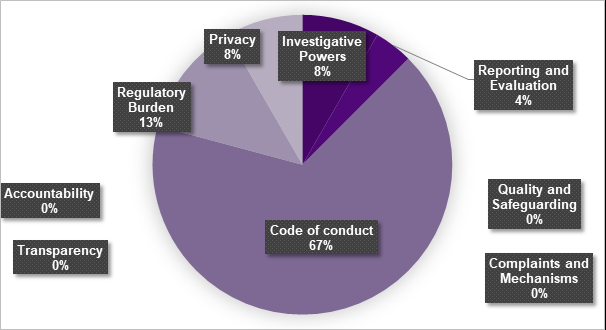 Privacy
8%
Investigative
Powers
8%
Reporting and
Evaluation
4%
Regulatory
Burden
13%
Accountability
0%
Quality and
Safeguarding
0%
Code of conduct
67%
Transparency
0%
Complaints and
Mechanisms
0%